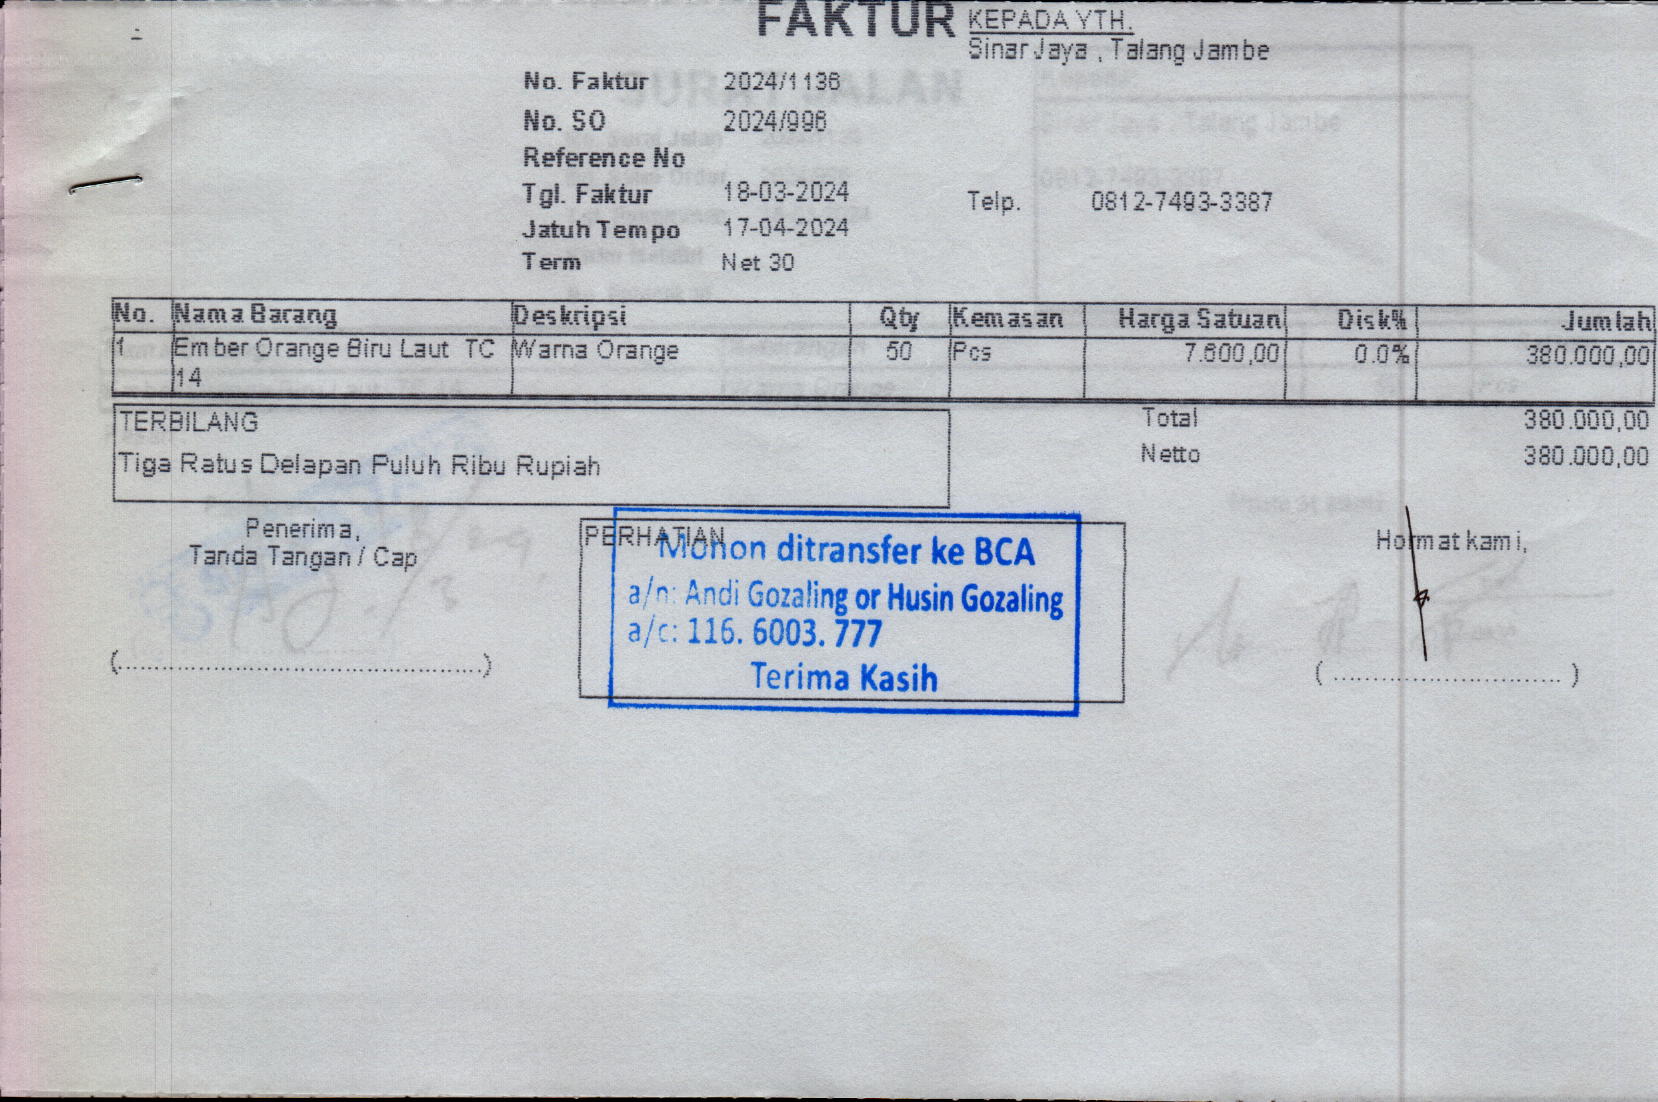 FAKTUR
KEPADA YTH.
Sinar Jaya , Talang Jambe
No. Faktur 2024/1136
No. SO 2024/996
Reference No
Tgl. Faktur 18-03-2024
Telp. 0812-7493-3387
Jatuh Tempo 17-04-2024
Term Net 30
No. Nama Barang Deskripsi Qty Kemasan Harga Satuan Disk% Jumlah
1 Ember Orange Biru Laut TC Warna Orange 50 Pcs 7.600,00 0.0% 380.000,00
14
TERBILANG
Total 380.000,00
Tiga Ratus Delapan Puluh Ribu Rupiah
Netto 380.000,00
Penerima,
Tanda Tangan / Cap
PERHATIAN
Mohon ditransfer ke BCA
a/n: Andi Gozaling or Husin Gozaling
a/c: 116. 6003. 777
Terima Kasih
Hormat kami,
(................................................)
( .............................. )